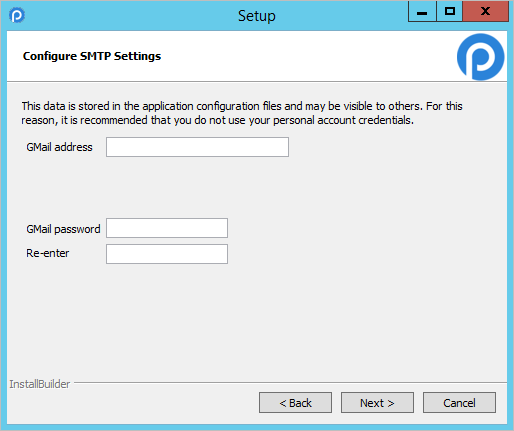 Setup
Configure SMTP Settings
This data is stored in the application configuration files and may be visible to others. For this
reason, it is recommended that you do not use your personal account credentials.
GMail address
GMail password
Re-enter
InstallBuilder
< Back Next > Cancel